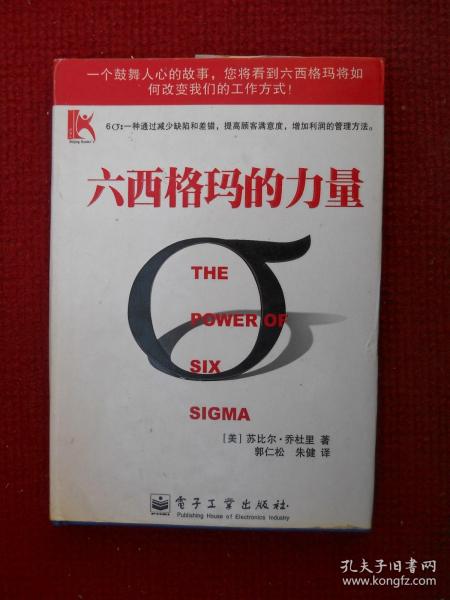 一个鼓舞人心的故事，您将看到六西格玛将如
何改变我们的工作方式！
6σ:一种通过减少缺陷和差错，提高顾客满意度，增加利润的管理方法。
六西格玛的力量
σ
THE
POWER OF
SIX
SIGMA
［美］苏比尔·乔杜里 著
郭仁松 朱健 译
电子工业出版社
Publishing House of Electronics Industry
孔夫子旧书网
www.kongfz.com